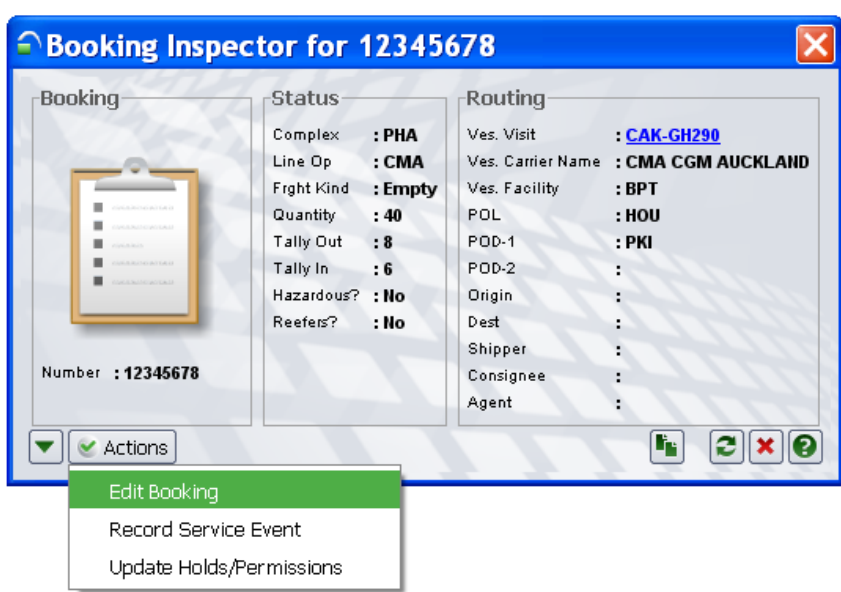 Booking Inspector for 12345678
Booking
Number : 12345678
Status
Complex : PHA
Line Op : CMA
Frght Kind : Empty
Quantity : 40
Tally Out : 8
Tally In : 6
Hazardous? : No
Reefers? : No
Routing
Ves. Visit : CAK-GH290
Ves. Carrier Name : CMA CGM AUCKLAND
Ves. Facility : BPT
POL : HOU
POD-1 : PKI
POD-2 :
Origin :
Dest :
Shipper :
Consignee :
Agent :
Actions
Edit Booking
Record Service Event
Update Holds/Permissions